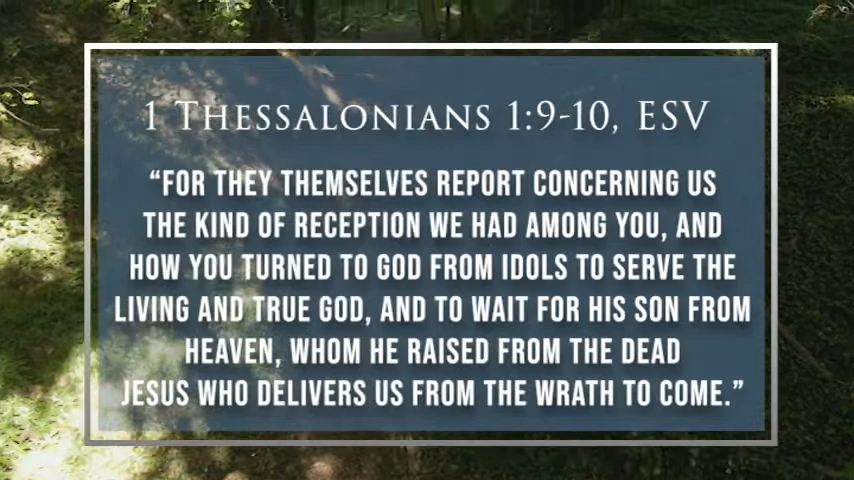 1 Thessalonians 1:9-10, ESV
“FOR THEY THEMSELVES REPORT CONCERNING US
THE KIND OF RECEPTION WE HAD AMONG YOU, AND
HOW YOU TURNED TO GOD FROM IDOLS TO SERVE THE
LIVING AND TRUE GOD, AND TO WAIT FOR HIS SON FROM
HEAVEN, WHOM HE RAISED FROM THE DEAD
JESUS WHO DELIVERS US FROM THE WRATH TO COME.”